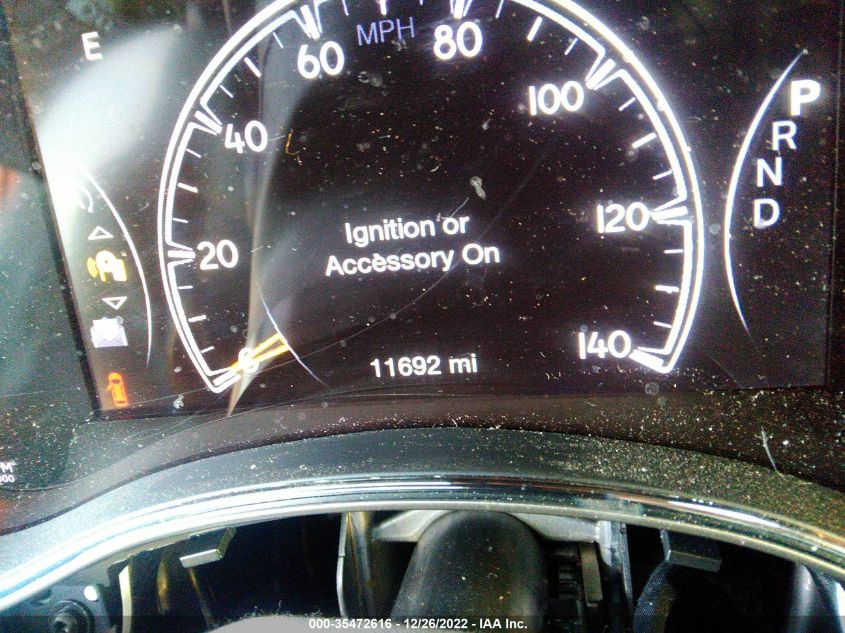 E
MPH
60
80
40
100
P
R
N
D
20
120
Ignition or
Accessory On
0
140
11692 mi
000-35472616 - 12/26/2022 - IAA Inc.